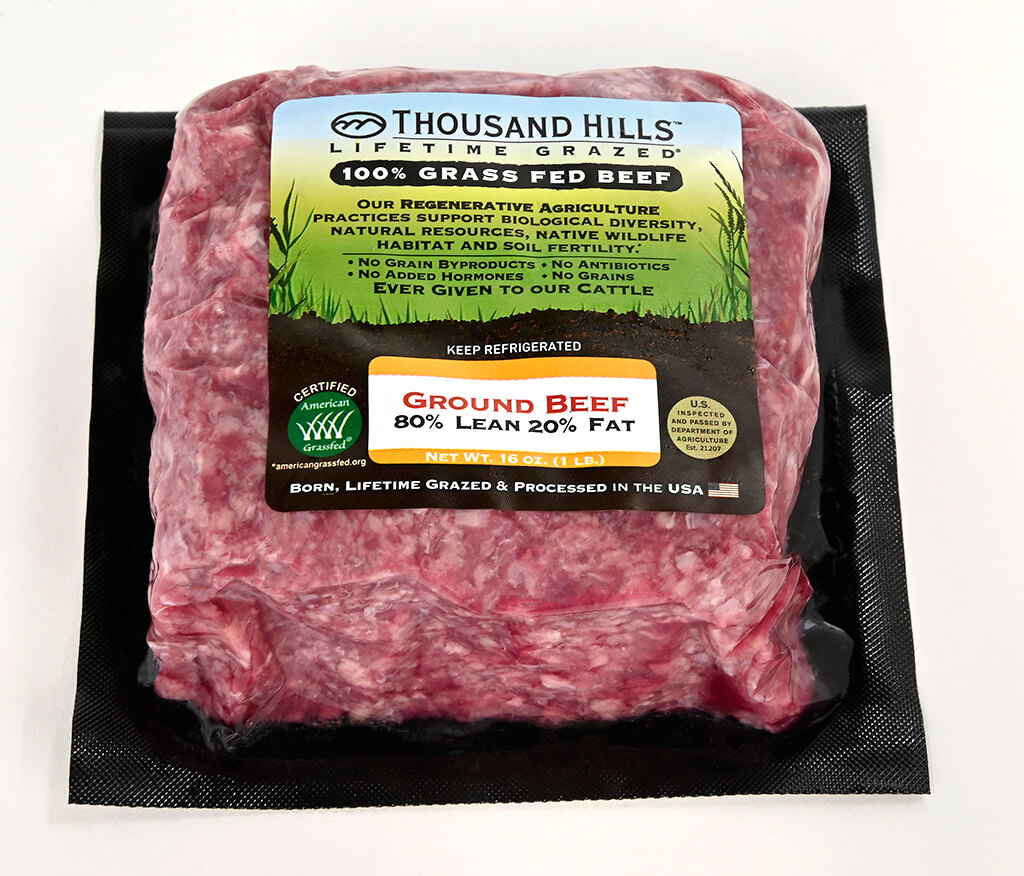 THOUSAND HILLS™
LIFETIME GRAZED®
100% GRASS FED BEEF
OUR REGENERATIVE AGRICULTURE
PRACTICES SUPPORT BIOLOGICAL DIVERSITY,
NATURAL RESOURCES, NATIVE WILDLIFE
HABITAT AND SOIL FERTILITY.*
• NO GRAIN BYPRODUCTS • NO ANTIBIOTICS
• NO ADDED HORMONES • NO GRAINS
EVER GIVEN TO OUR CATTLE
KEEP REFRIGERATED
CERTIFIED
American
Grassfed®
*americangrassfed.org
GROUND BEEF
80% LEAN 20% FAT
NET WT. 16 OZ. (1 LB.)
U.S.
INSPECTED
AND PASSED BY
DEPARTMENT OF
AGRICULTURE
Est. 21207
BORN, LIFETIME GRAZED & PROCESSED IN THE USA